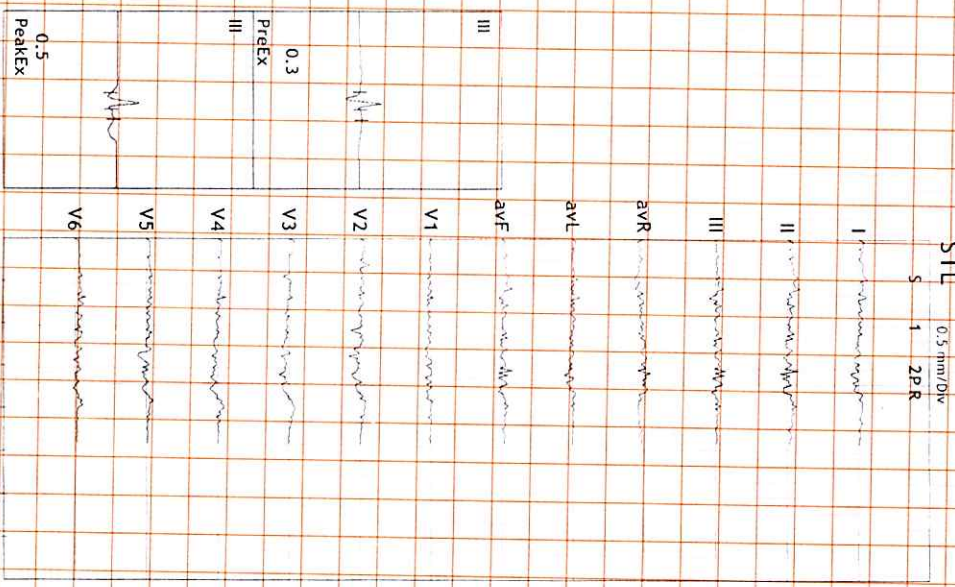 STL 0.5 mm/Div
S 1 2P.R
I
II
III
avR
avL
avF
V1
V2
V3
V4
V5
V6
III
0.3
PreEx
III
0.5
PeakEx